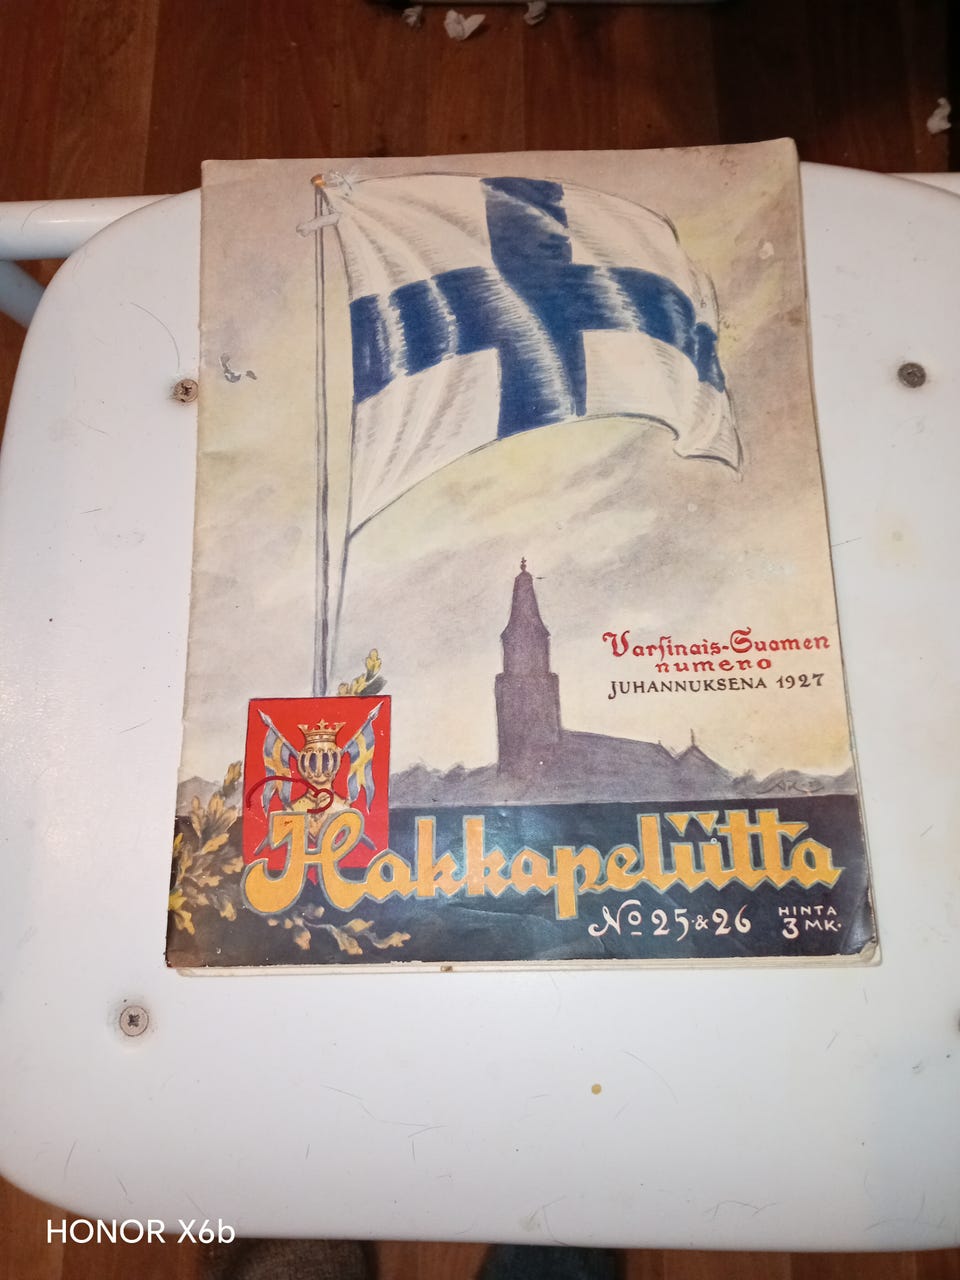 Varsinais-Suomen
numero
JUHANNUKSENA 1927
Hakkapeliitta
No 25 & 26
HINTA
3 MK.
HONOR X6b